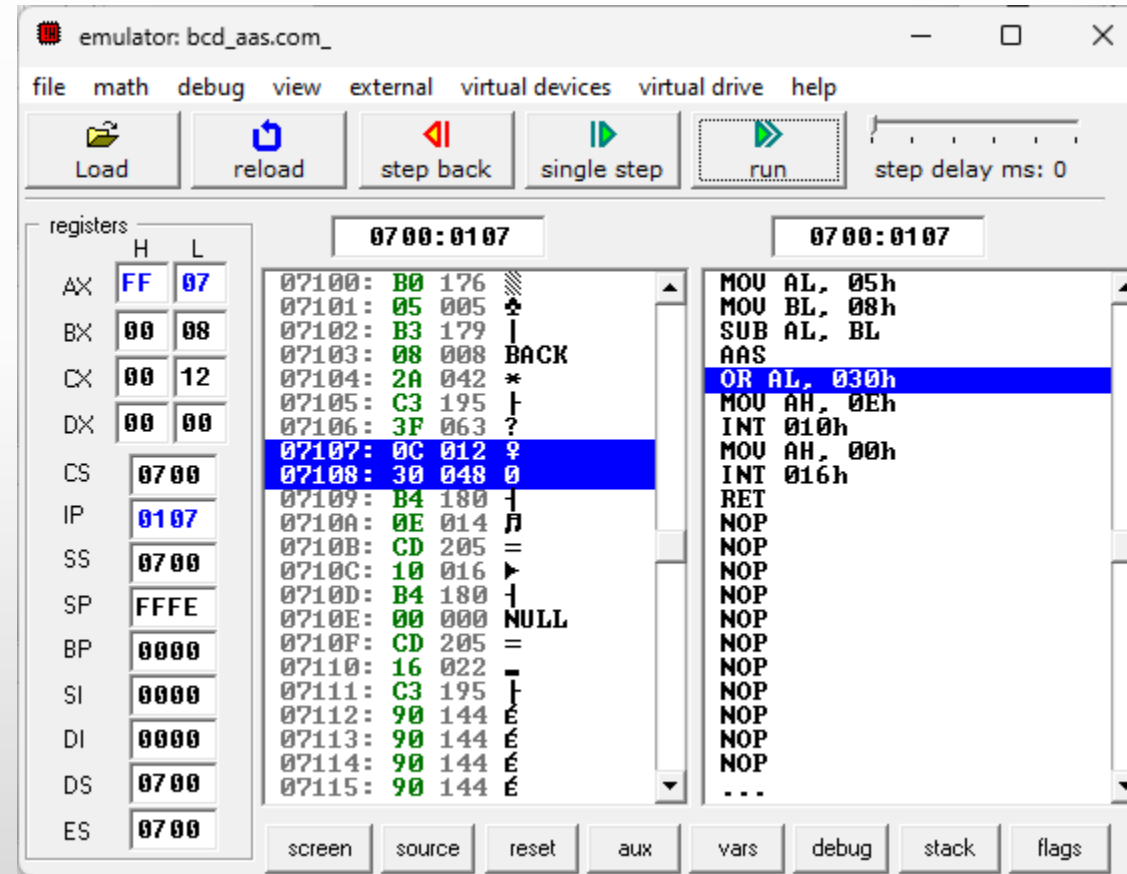 emulator: bcd_aas.com_
file math debug view external virtual devices virtual drive help
Load reload step back single step run step delay ms: 0
registers
H L
0700:0107 0700:0107
AX FF 07
BX 00 08
CX 00 12
DX 00 00
CS 0700
IP 0107
SS 0700
SP FFFE
BP 0000
SI 0000
DI 0000
DS 0700
ES 0700
07100: B0 176 ▒
07101: 05 005 ♣
07102: B3 179 │
07103: 08 008 BACK
07104: 2A 042 *
07105: C3 195 ├
07106: 3F 063 ?
07107: 0C 012 ♀
07108: 30 048 0
07109: B4 180 ┤
0710A: 0E 014 ♫
0710B: CD 205 =
0710C: 10 016 ►
0710D: B4 180 ┤
0710E: 00 000 NULL
0710F: CD 205 =
07110: 16 022 ▬
07111: C3 195 ├
07112: 90 144 É
07113: 90 144 É
07114: 90 144 É
07115: 90 144 É
MOV AL, 05h
MOV BL, 08h
SUB AL, BL
AAS
OR AL, 030h
MOV AH, 0Eh
INT 010h
MOV AH, 00h
INT 016h
RET
NOP
NOP
NOP
NOP
NOP
NOP
NOP
NOP
NOP
NOP
NOP
...
screen source reset aux vars debug stack flags